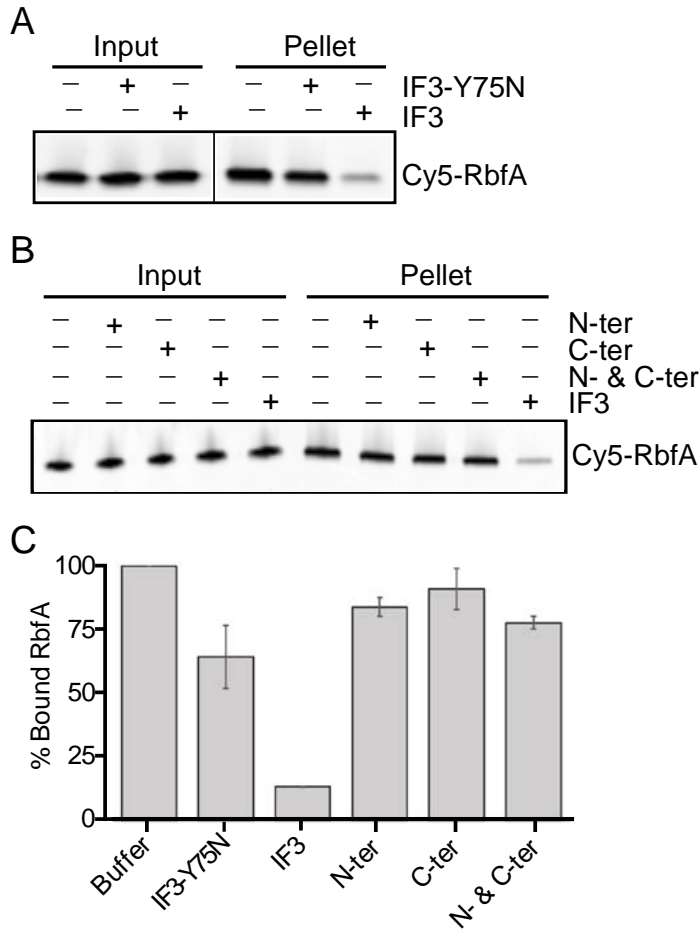 A
Input Pellet
– + – – + – IF3-Y75N
– – + – – + IF3
Cy5-RbfA
B
Input Pellet
– + – – – – + – – – N-ter
– – + – – – – + – – C-ter
– – – + – – – – + – N- & C-ter
– – – – + – – – – + IF3
Cy5-RbfA
C
% Bound RbfA
100
75
50
25
0
Buffer
IF3-Y75N
IF3
N-ter
C-ter
N- & C-ter